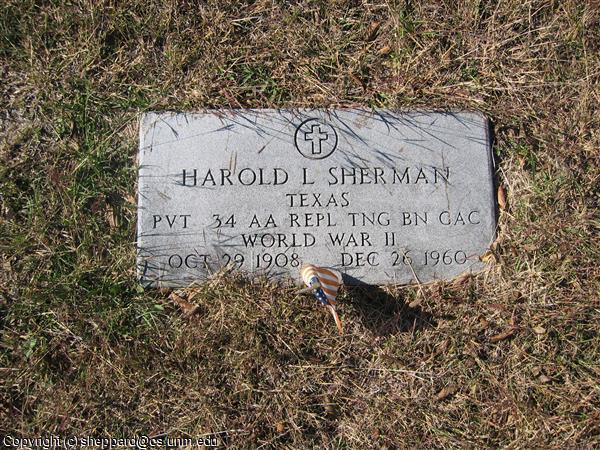 HAROLD L SHERMAN
TEXAS
PVT 34 AA REPL TNG BN CAC
WORLD WAR II
OCT 29 1908 DEC 26 1960
Copyright (c) sheppard@cs.unm.edu